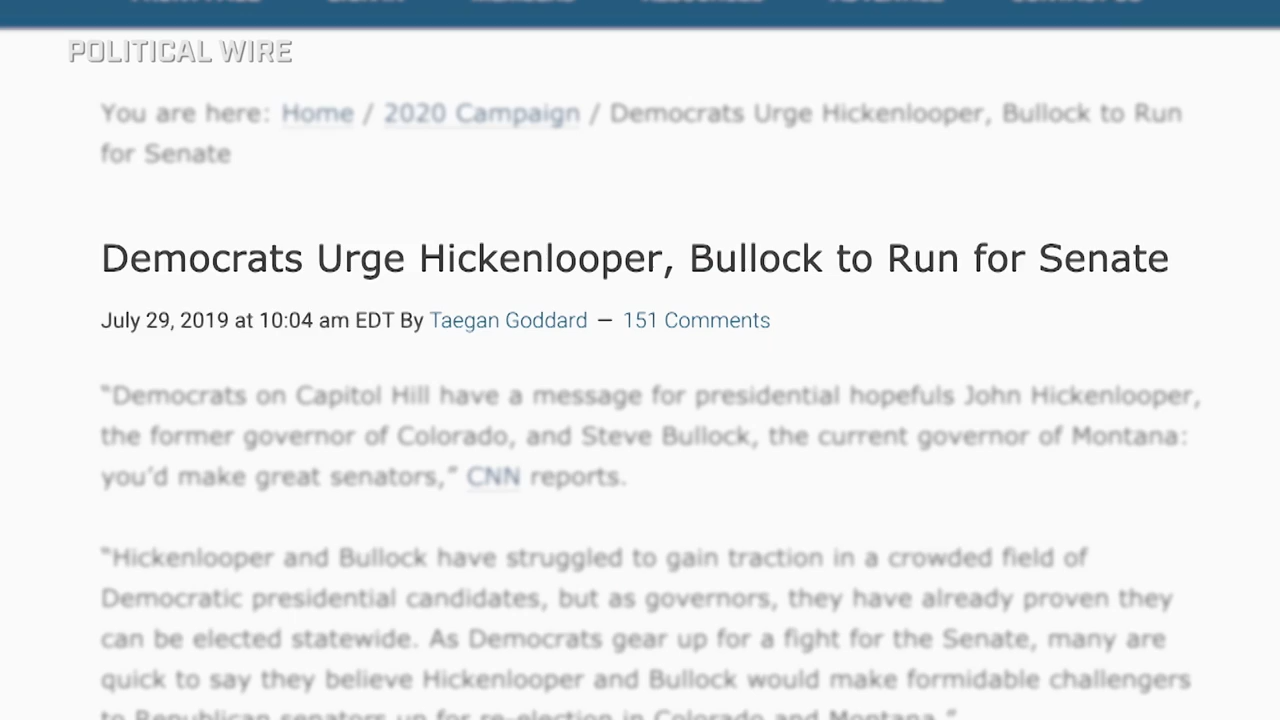 POLITICAL WIRE
You are here: Home / 2020 Campaign / Democrats Urge Hickenlooper, Bullock to Run
for Senate
Democrats Urge Hickenlooper, Bullock to Run for Senate
July 29, 2019 at 10:04 am EDT By Taegan Goddard — 151 Comments
“Democrats on Capitol Hill have a message for presidential hopefuls John Hickenlooper,
the former governor of Colorado, and Steve Bullock, the current governor of Montana:
you’d make great senators,” CNN reports.
“Hickenlooper and Bullock have struggled to gain traction in a crowded field of
Democratic presidential candidates, but as governors, they have already proven they
can be elected statewide. As Democrats gear up for a fight for the Senate, many are
quick to say they believe Hickenlooper and Bullock would make formidable challengers
to Republican senators up for re-election in Colorado and Montana.”